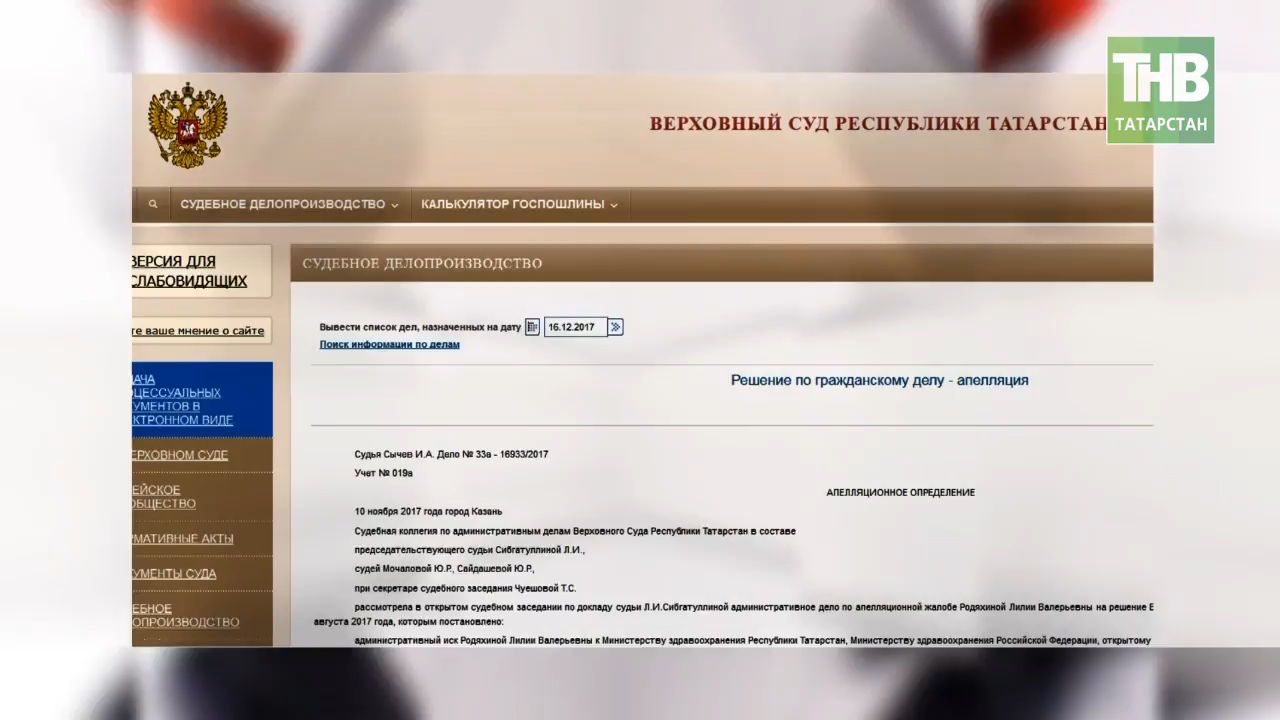 ТНВ
ТАТАРСТАН
ВЕРХОВНЫЙ СУД РЕСПУБЛИКИ ТАТАРСТАН
СУДЕБНОЕ ДЕЛОПРОИЗВОДСТВО
КАЛЬКУЛЯТОР ГОСПОШЛИНЫ
ВЕРСИЯ ДЛЯ
СЛАБОВИДЯЩИХ
те ваше мнение о сайте
ДАЧА
ОЦЕССУАЛЬНЫХ
УМЕНТОВ В
КТРОННОМ ВИДЕ
ЕРХОВНОМ СУДЕ
ЕЙСКОЕ
ОБЩЕСТВО
РМАТИВНЫЕ АКТЫ
УМЕНТЫ СУДА
ЕБНОЕ
ОПРОИЗВОДСТВО
СУДЕБНОЕ ДЕЛОПРОИЗВОДСТВО
Вывести список дел, назначенных на дату 16.12.2017
Поиск информации по делам
Решение по гражданскому делу - апелляция
Судья Сычев И.А. Дело № 33а - 16933/2017
Учет № 019а
АПЕЛЛЯЦИОННОЕ ОПРЕДЕЛЕНИЕ
10 ноября 2017 года город Казань
Судебная коллегия по административным делам Верховного Суда Республики Татарстан в составе
председательствующего судьи Сибгатуллиной Л.И.,
судей Мочаловой Ю.Р., Сайдашевой Ю.Р.,
при секретаре судебного заседания Чуешовой Т.С.
рассмотрела в открытом судебном заседании по докладу судьи Л.И.Сибгатуллиной административное дело по апелляционной жалобе Родяхиной Лилии Валерьевны на решение В
августа 2017 года, которым постановлено:
административный иск Родяхиной Лилии Валерьевны к Министерству здравоохранения Республики Татарстан, Министерству здравоохранения Российской Федерации, открытому